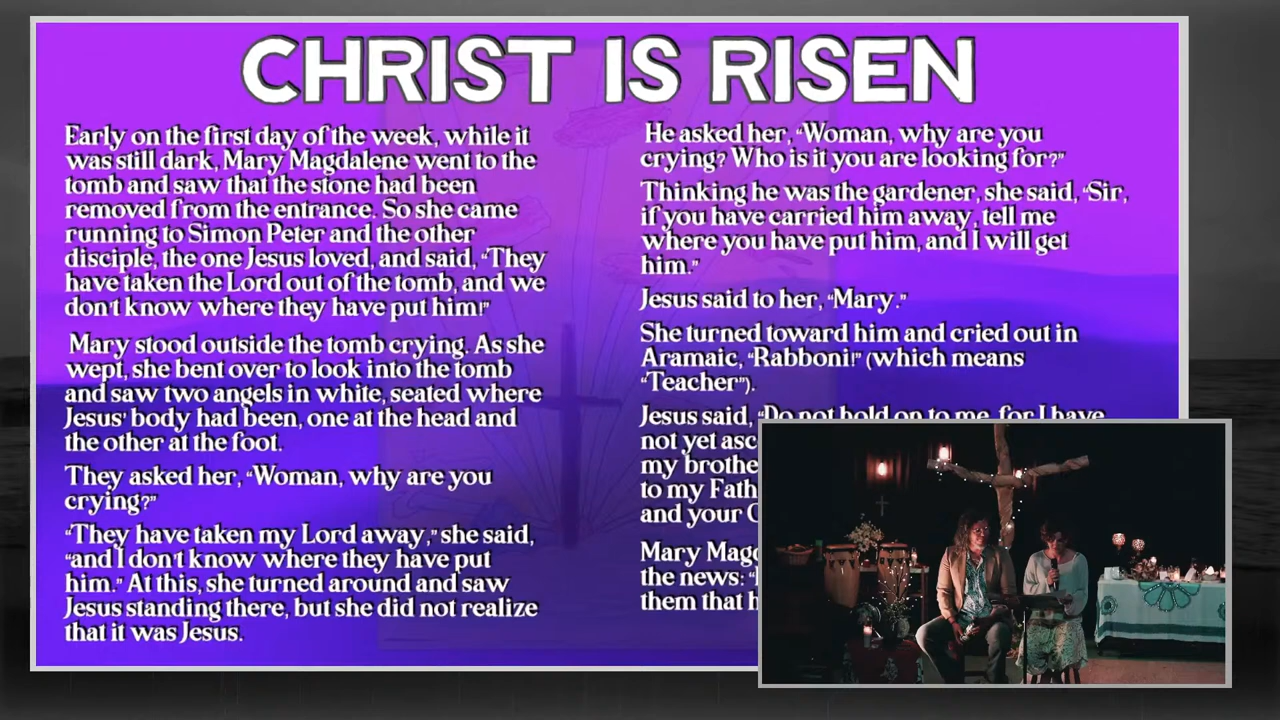 CHRIST IS RISEN
Early on the first day of the week, while it
was still dark, Mary Magdalene went to the
tomb and saw that the stone had been
removed from the entrance. So she came
running to Simon Peter and the other
disciple, the one Jesus loved, and said, “They
have taken the Lord out of the tomb, and we
don't know where they have put him!”
Mary stood outside the tomb crying. As she
wept, she bent over to look into the tomb
and saw two angels in white, seated where
Jesus' body had been, one at the head and
the other at the foot.
They asked her, “Woman, why are you
crying?”
“They have taken my Lord away,” she said,
“and I don't know where they have put
him.” At this, she turned around and saw
Jesus standing there, but she did not realize
that it was Jesus.
He asked her, “Woman, why are you
crying? Who is it you are looking for?”
Thinking he was the gardener, she said, “Sir,
if you have carried him away, tell me
where you have put him, and I will get
him.”
Jesus said to her, “Mary.”
She turned toward him and cried out in
Aramaic, “Rabboni!” (which means
“Teacher”).
Jesus said, “Do not hold on to me, for I have
not yet
my
to my
and your
Mary
the news:
them that